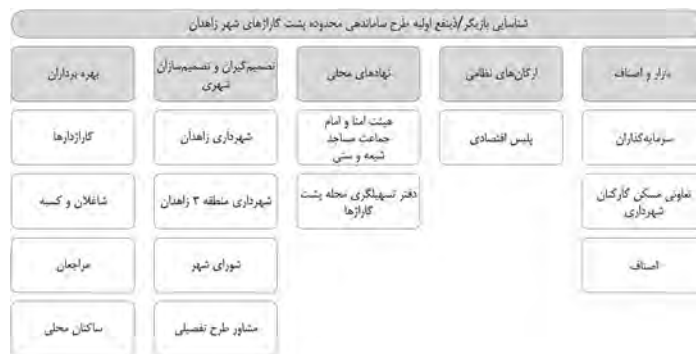 شناسایی بازیگر/ذینفع اولیه طرح ساماندهی محدوده پشت گاراژهای شهر زاهدان
بازار و اصناف
سرمایه‌گذاران
تعاونی مسکن کارکنان
شهرداری
اصناف
ارگان‌های نظامی
پلیس اقتصادی
نهادهای محلی
هیئت امنا و امام
جماعت مساجد
شیعه و سنی
دفتر تسهیلگری محله پشت
گاراژها
تصمیم‌گیران و تصمیم‌سازان
شهری
شهرداری زاهدان
شهرداری منطقه ۳ زاهدان
شورای شهر
مشاور طرح تفصیلی
بهره برداران
گاراژدارها
شاغلان و کسبه
مراجعان
ساکنان محلی